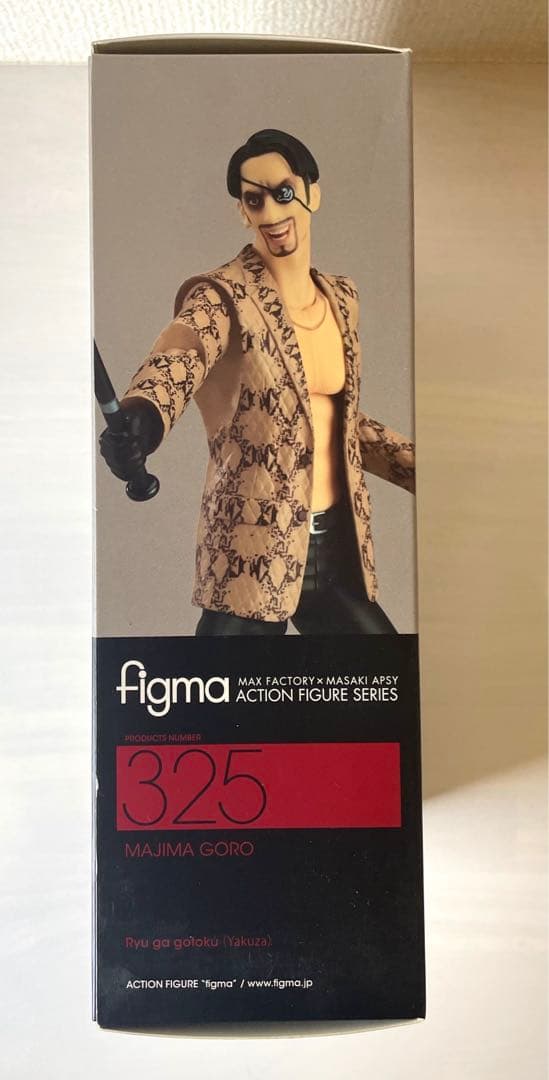 figma MAX FACTORY × MASAKI APSY
ACTION FIGURE SERIES
PRODUCTS NUMBER
325
MAJIMA GORO
Ryu ga gotoku (Yakuza)
ACTION FIGURE "figma" / www.figma.jp